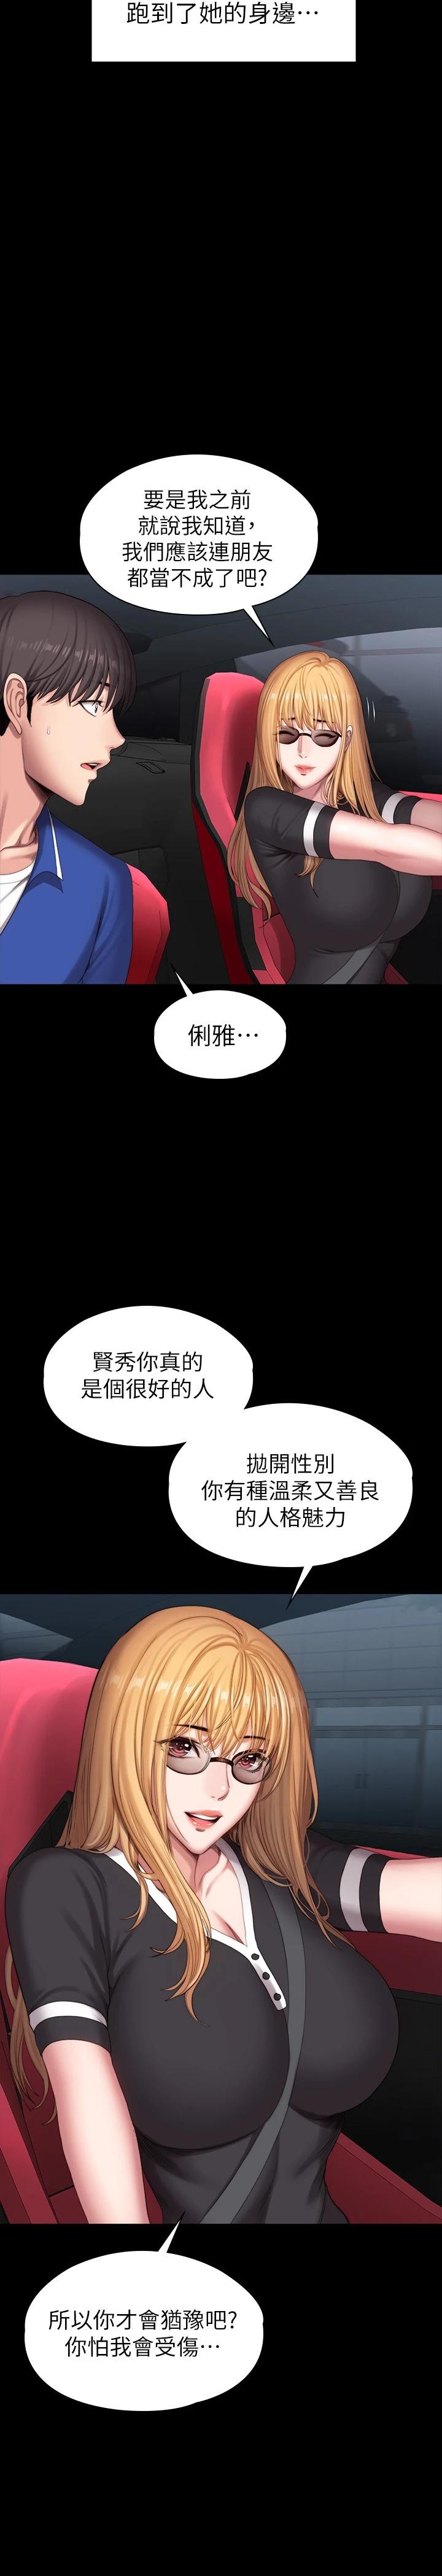 跑到了她的身邊⋯
要是我之前
就說我知道，
我們應該連朋友
都當不成了吧?
俐雅⋯
賢秀你真的
是個很好的人
拋開性別
你有種溫柔又善良
的人格魅力
所以你才會猶豫吧?
你怕我會受傷⋯